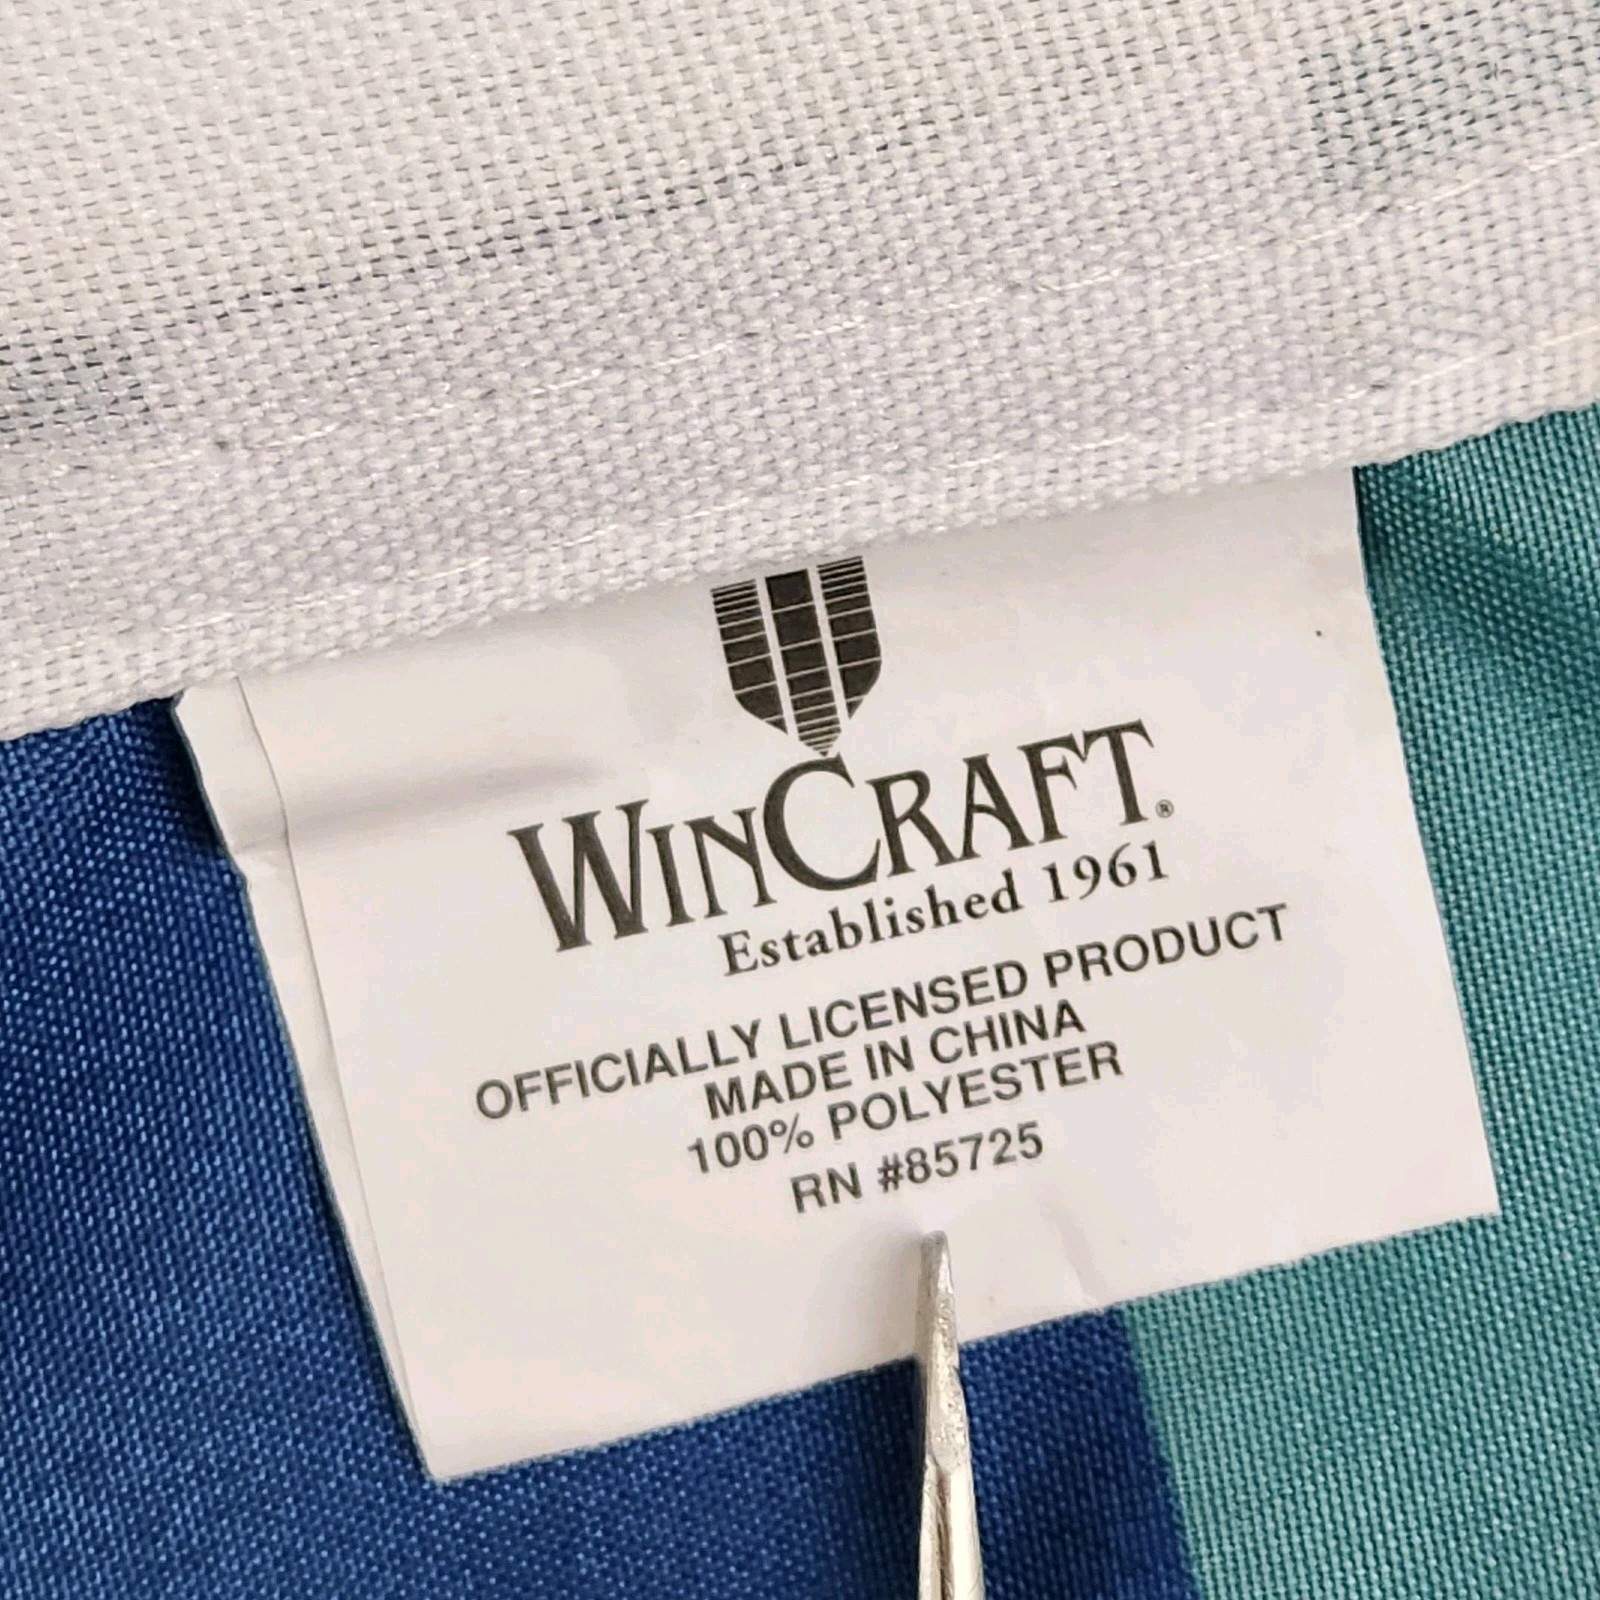 WINCRAFT®
Established 1961
OFFICIALLY LICENSED PRODUCT
MADE IN CHINA
100% POLYESTER
RN #85725